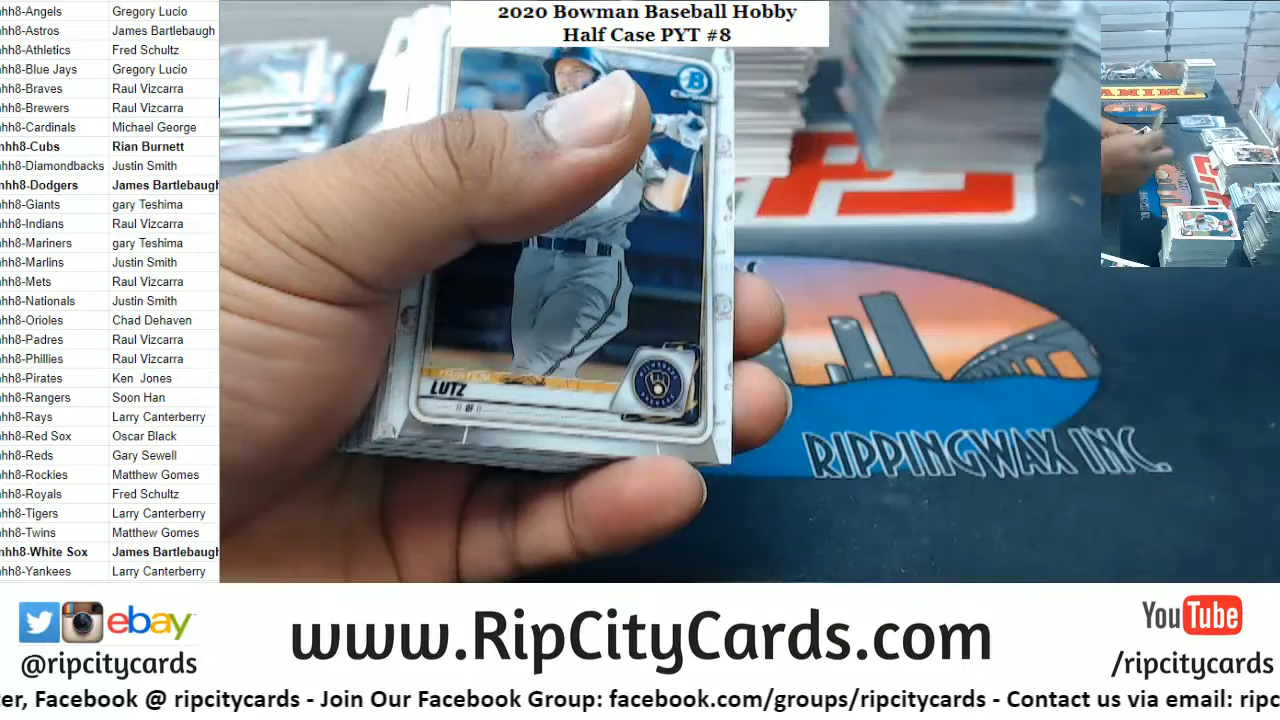 2020 Bowman Baseball Hobby
Half Case PYT #8
hh8-Angels Gregory Lucio
hh8-Astros James Bartlebaugh
hh8-Athletics Fred Schultz
hh8-Blue Jays Gregory Lucio
hh8-Braves Raul Vizcarra
hh8-Brewers Raul Vizcarra
hh8-Cardinals Michael George
hh8-Cubs Rian Burnett
hh8-Diamondbacks Justin Smith
hh8-Dodgers James Bartlebaugh
hh8-Giants gary Teshima
hh8-Indians Raul Vizcarra
hh8-Mariners gary Teshima
hh8-Marlins Justin Smith
hh8-Mets Raul Vizcarra
hh8-Nationals Justin Smith
hh8-Orioles Chad Dehaven
hh8-Padres Raul Vizcarra
hh8-Phillies Raul Vizcarra
hh8-Pirates Ken Jones
hh8-Rangers Soon Han
hh8-Rays Larry Canterberry
hh8-Red Sox Oscar Black
hh8-Reds Gary Sewell
hh8-Rockies Matthew Gomes
hh8-Royals Fred Schultz
hh8-Tigers Larry Canterberry
hh8-Twins Matthew Gomes
hh8-White Sox James Bartlebaugh
hh8-Yankees Larry Canterberry
B
LUTZ
OF
RIPPINGWAX INC.
ebay
@ripcitycards
www.RipCityCards.com
YouTube
/ripcitycards
ter, Facebook @ ripcitycards - Join Our Facebook Group: facebook.com/groups/ripcitycards - Contact us via email: ripc